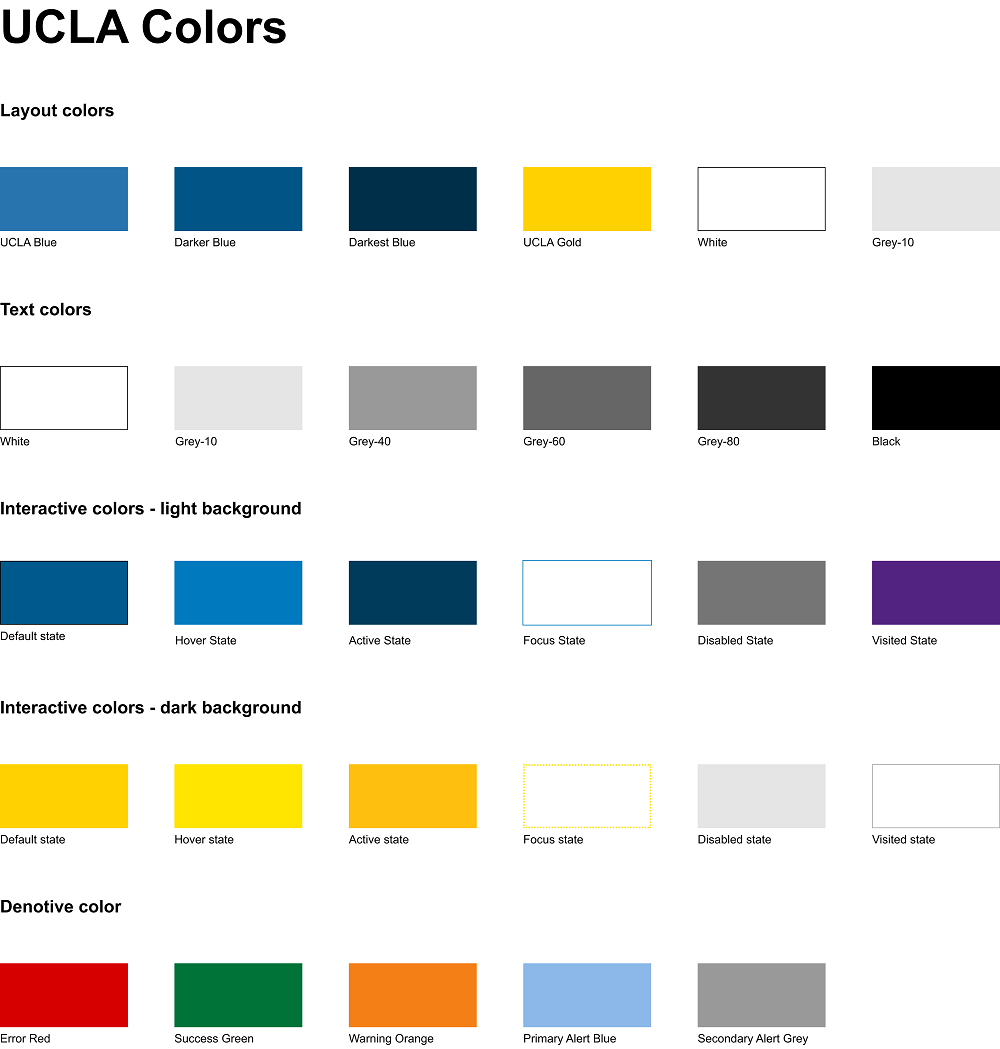 UCLA Colors
Layout colors
UCLA Blue
Darker Blue
Darkest Blue
UCLA Gold
White
Grey-10
Text colors
White
Grey-10
Grey-40
Grey-60
Grey-80
Black
Interactive colors - light background
Default state
Hover State
Active State
Focus State
Disabled State
Visited State
Interactive colors - dark background
Default state
Hover state
Active state
Focus state
Disabled state
Visited state
Denotive color
Error Red
Success Green
Warning Orange
Primary Alert Blue
Secondary Alert Grey